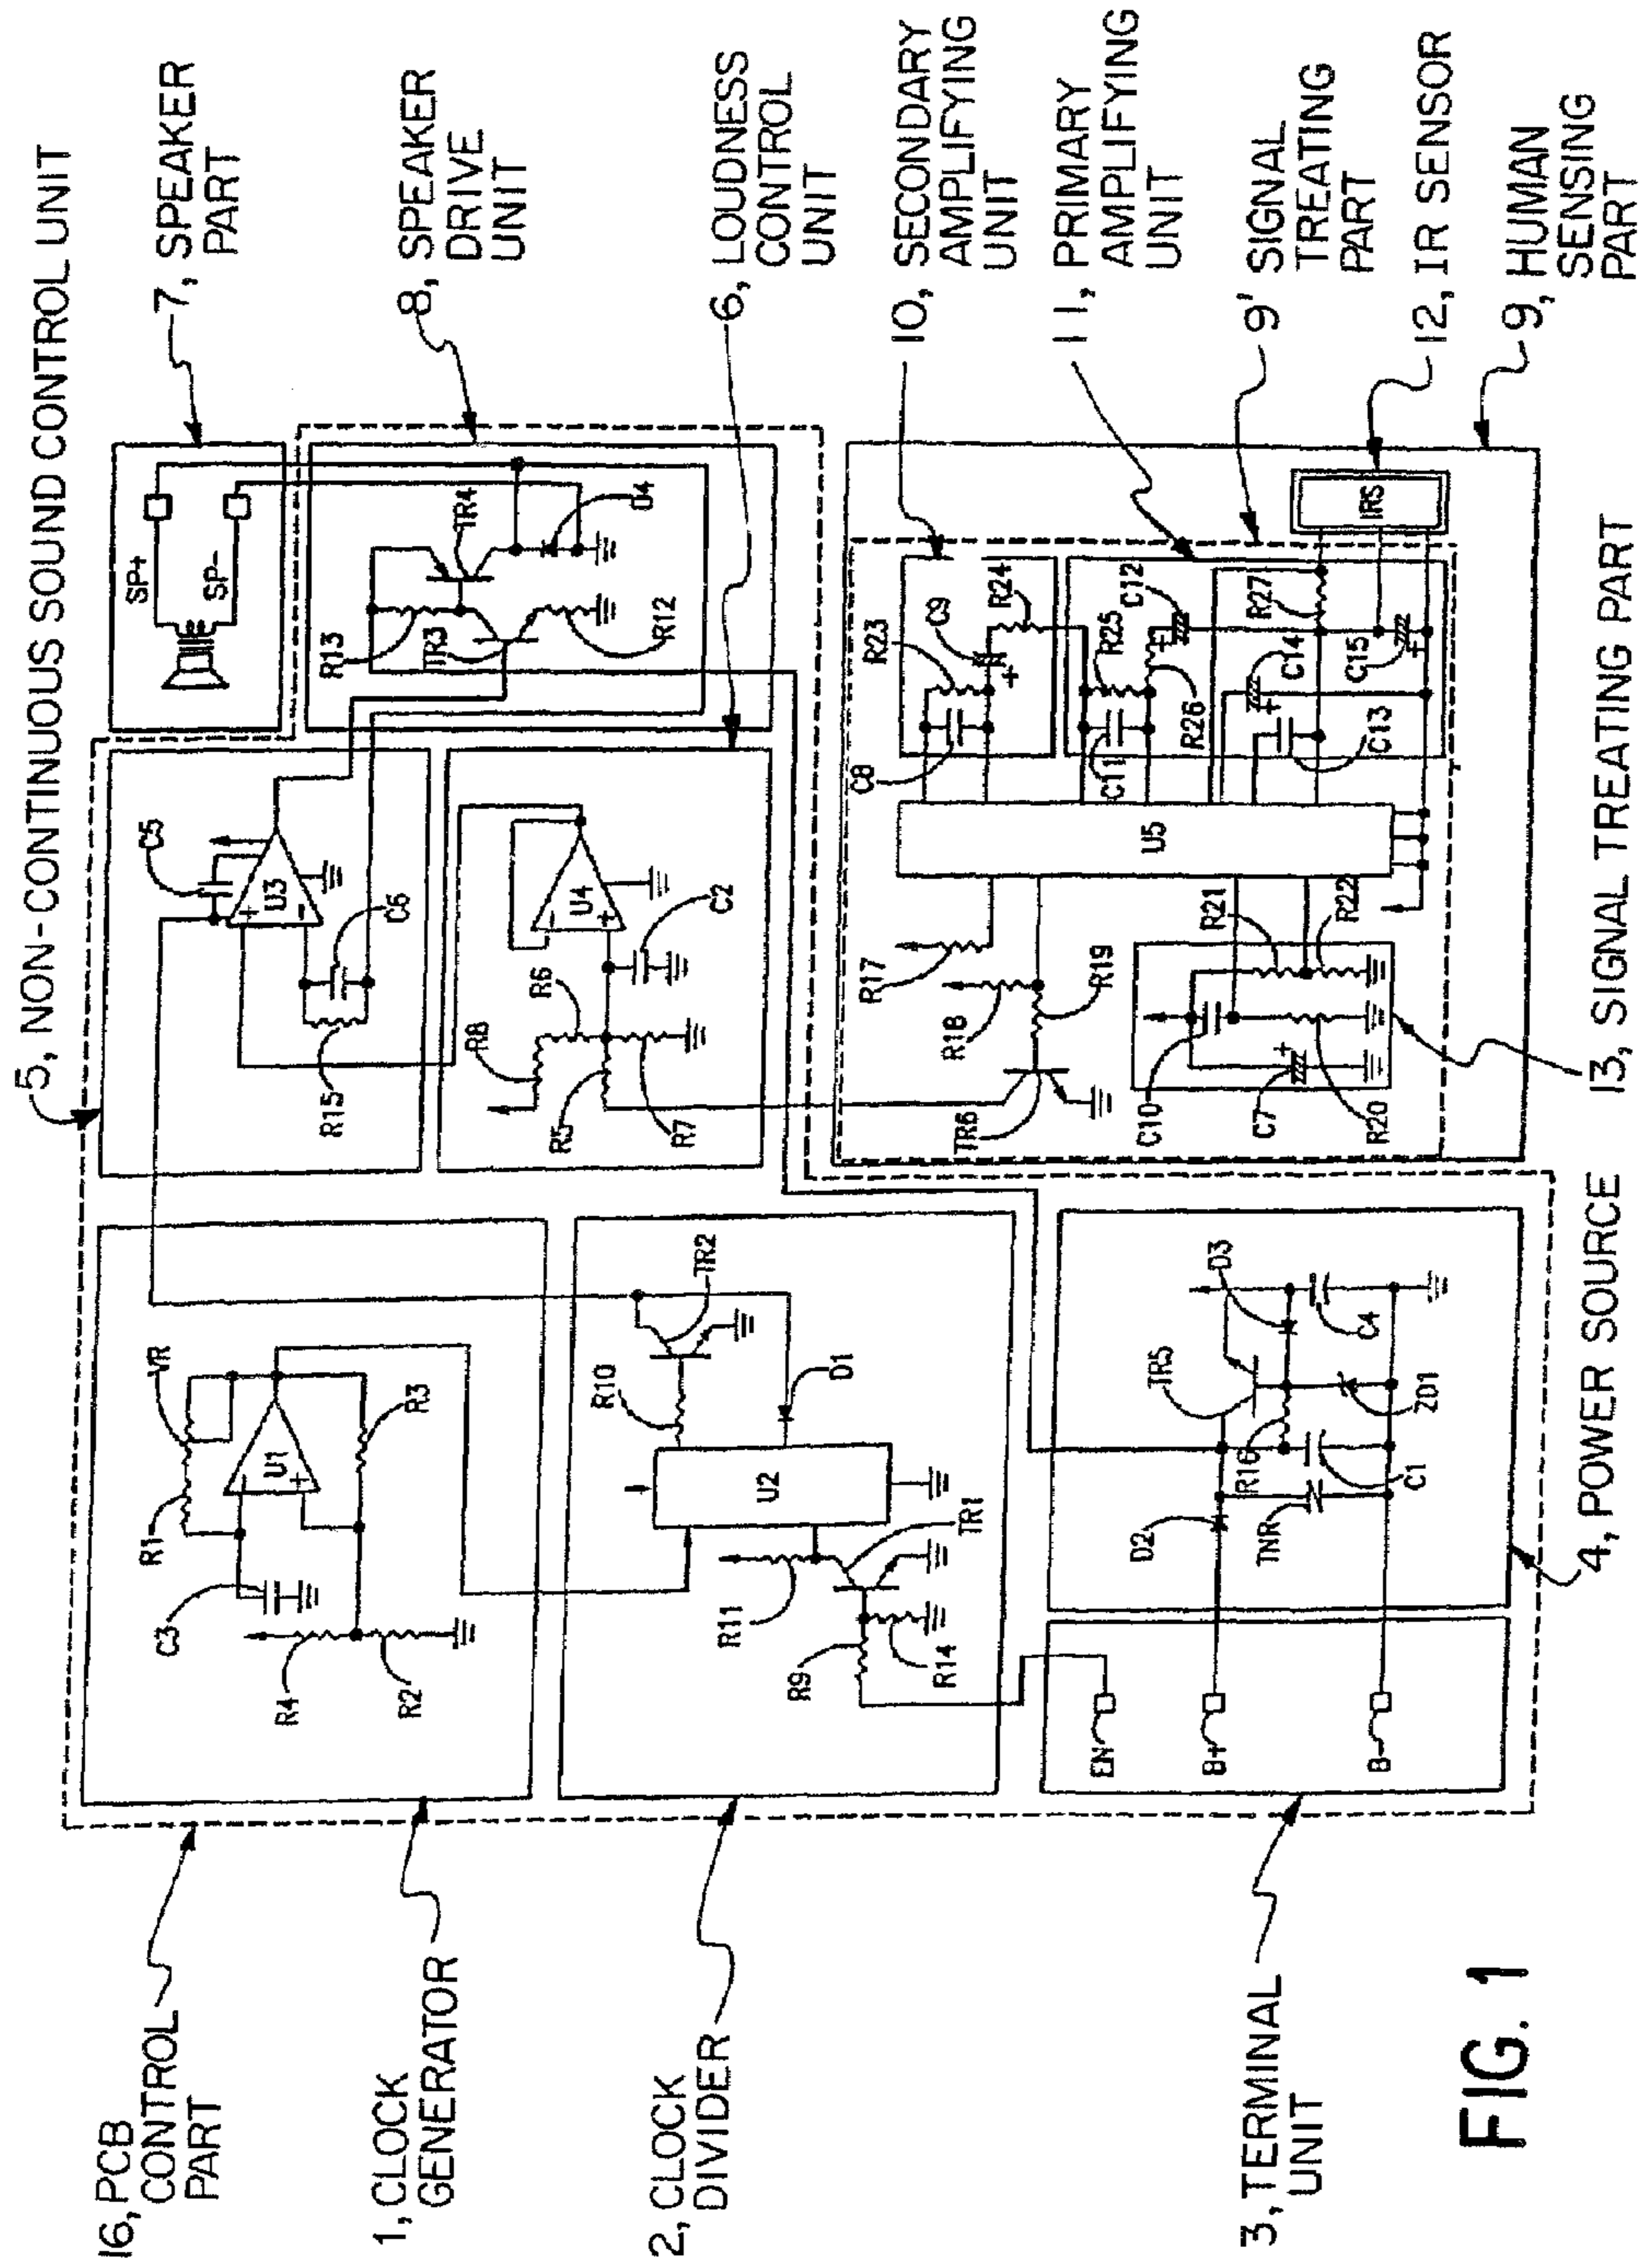 5, NON-CONTINUOUS SOUND CONTROL UNIT
7, SPEAKER
PART
8, SPEAKER
DRIVE
UNIT
6, LOUDNESS
CONTROL
UNIT
10, SECONDARY
AMPLIFYING
UNIT
11, PRIMARY
AMPLIFYING
UNIT
9' SIGNAL
TREATING
PART
12, IR SENSOR
9, HUMAN
SENSING
PART
13, SIGNAL TREATING PART
4, POWER SOURCE
16, PCB
CONTROL
PART
1, CLOCK
GENERATOR
2, CLOCK
DIVIDER
3, TERMINAL
UNIT
R1
VR
U1
C3
R3
R4
R2
C5
U3
C6
R15
SP+
SP-
R13
TR3
TR4
D4
R12
R8
R6
U4
C2
R5
R7
R10
TR2
D1
U2
R11
TR1
R9
R14
EN
B+
B-
D2
TNR
R16
TR5
D3
C1
ZD1
C4
R17
R18
TR6
R19
C10
C7
R20
R21
R22
U5
C8
R23
C9
+
R24
C11
R25
C12
+
R26
C14
+
C13
R27
C15
+
IRS
FIG. 1